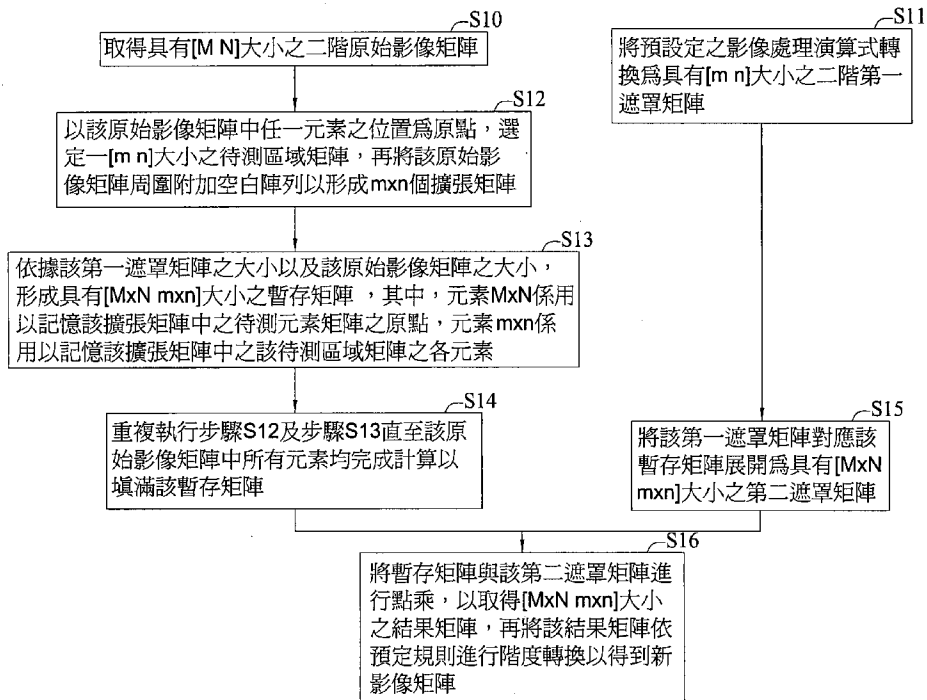 S10
取得具有[M N]大小之二階原始影像矩陣
S11
將預設定之影像處理演算式轉
換爲具有[m n]大小之二階第一
遮罩矩陣
S12
以該原始影像矩陣中任一元素之位置爲原點，選
定一[m n]大小之待測區域矩陣，再將該原始影
像矩陣周圍附加空白陣列以形成mxn個擴張矩陣
S13
依據該第一遮罩矩陣之大小以及該原始影像矩陣之大小，
形成具有[MxN mxn]大小之暫存矩陣，其中，元素MxN係用
以記憶該擴張矩陣中之待測元素矩陣之原點，元素mxn係
用以記憶該擴張矩陣中之該待測區域矩陣之各元素
S14
重複執行步驟S12及步驟S13直至該原
始影像矩陣中所有元素均完成計算以
塡滿該暫存矩陣
S15
將該第一遮罩矩陣對應該
暫存矩陣展開爲具有[MxN
mxn]大小之第二遮罩矩陣
S16
將暫存矩陣與該第二遮罩矩陣進
行點乘，以取得[MxN mxn]大小
之結果矩陣，再將該結果矩陣依
預定規則進行階度轉換以得到新
影像矩陣